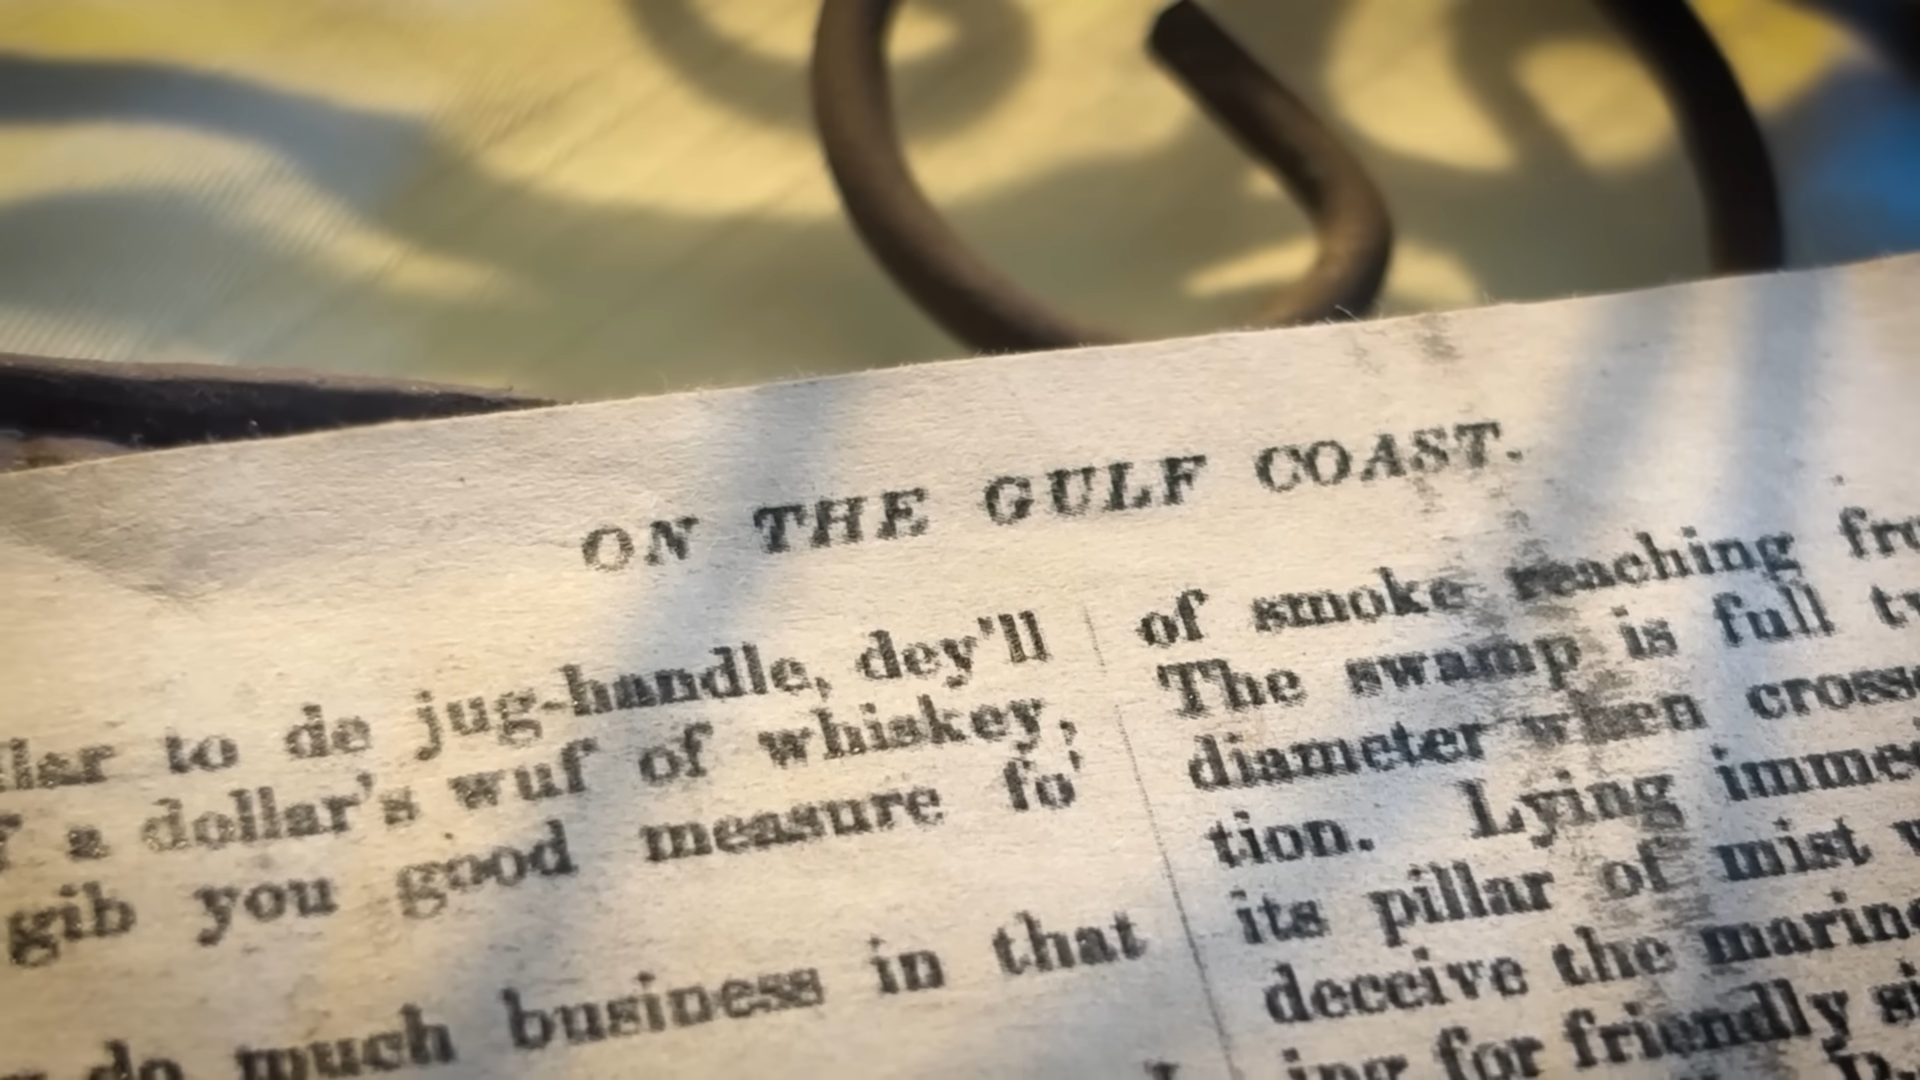 ON THE GULF COAST.
to de jug-handle, dey'll
a dollar's wuf of whiskey,
gib you good measure fo'
much business in that
of smoke reaching
The swamp is full
diameter when
tion. Lying
its pillar of mist
deceive the
for friendly